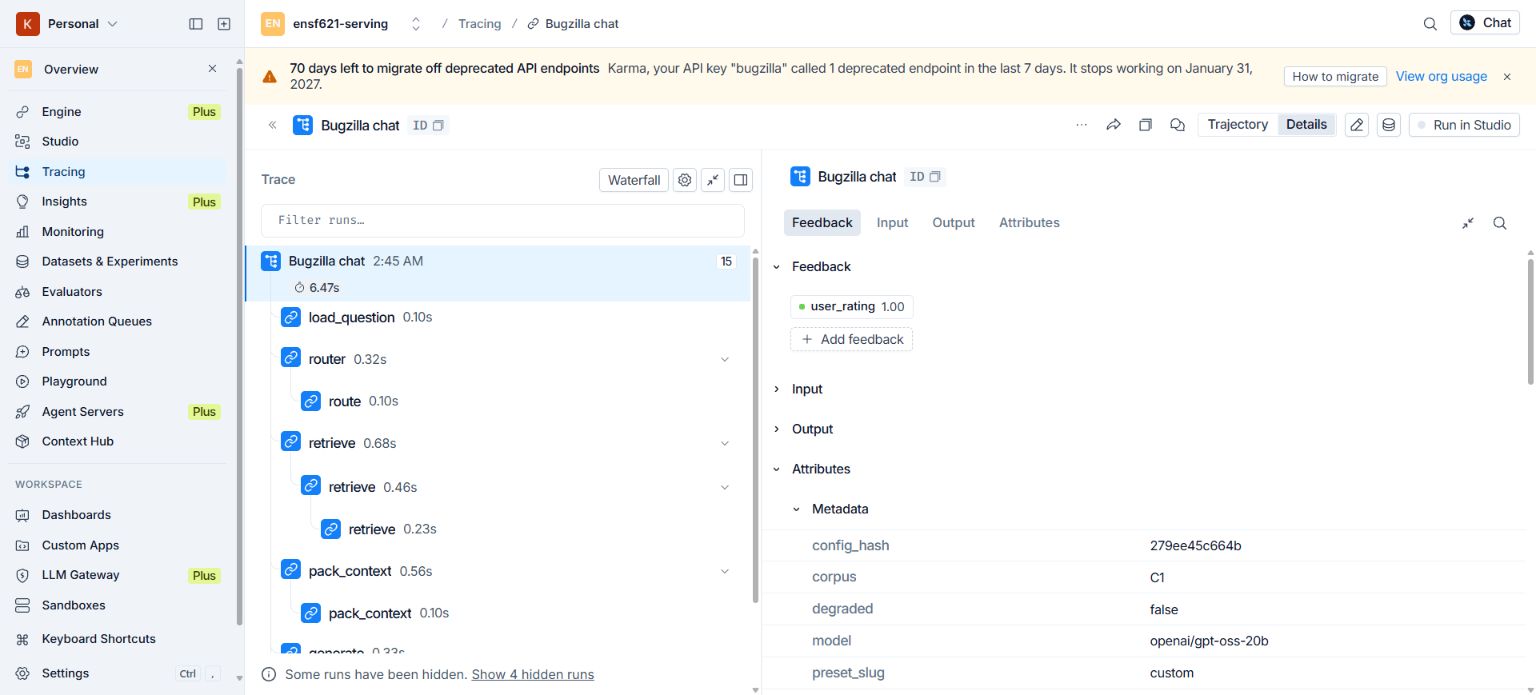 K Personal
EN Overview
Engine Plus
Studio
Tracing
Insights Plus
Monitoring
Datasets & Experiments
Evaluators
Annotation Queues
Prompts
Playground
Agent Servers Plus
Context Hub
WORKSPACE
Dashboards
Custom Apps
LLM Gateway Plus
Sandboxes
Keyboard Shortcuts
Settings Ctrl ,
EN ensf621-serving / Tracing / Bugzilla chat
Chat
70 days left to migrate off deprecated API endpoints Karma, your API key "bugzilla" called 1 deprecated endpoint in the last 7 days. It stops working on January 31,
2027.
How to migrate View org usage ×
« Bugzilla chat ID
... Trajectory Details Run in Studio
Trace Waterfall
Filter runs…
Bugzilla chat 2:45 AM 15
6.47s
load_question 0.10s
router 0.32s
route 0.10s
retrieve 0.68s
retrieve 0.46s
retrieve 0.23s
pack_context 0.56s
pack_context 0.10s
generate 0.33s
Some runs have been hidden. Show 4 hidden runs
Bugzilla chat ID
Feedback Input Output Attributes
Feedback
user_rating 1.00
+ Add feedback
Input
Output
Attributes
Metadata
config_hash 279ee45c664b
corpus C1
degraded false
model openai/gpt-oss-20b
preset_slug custom